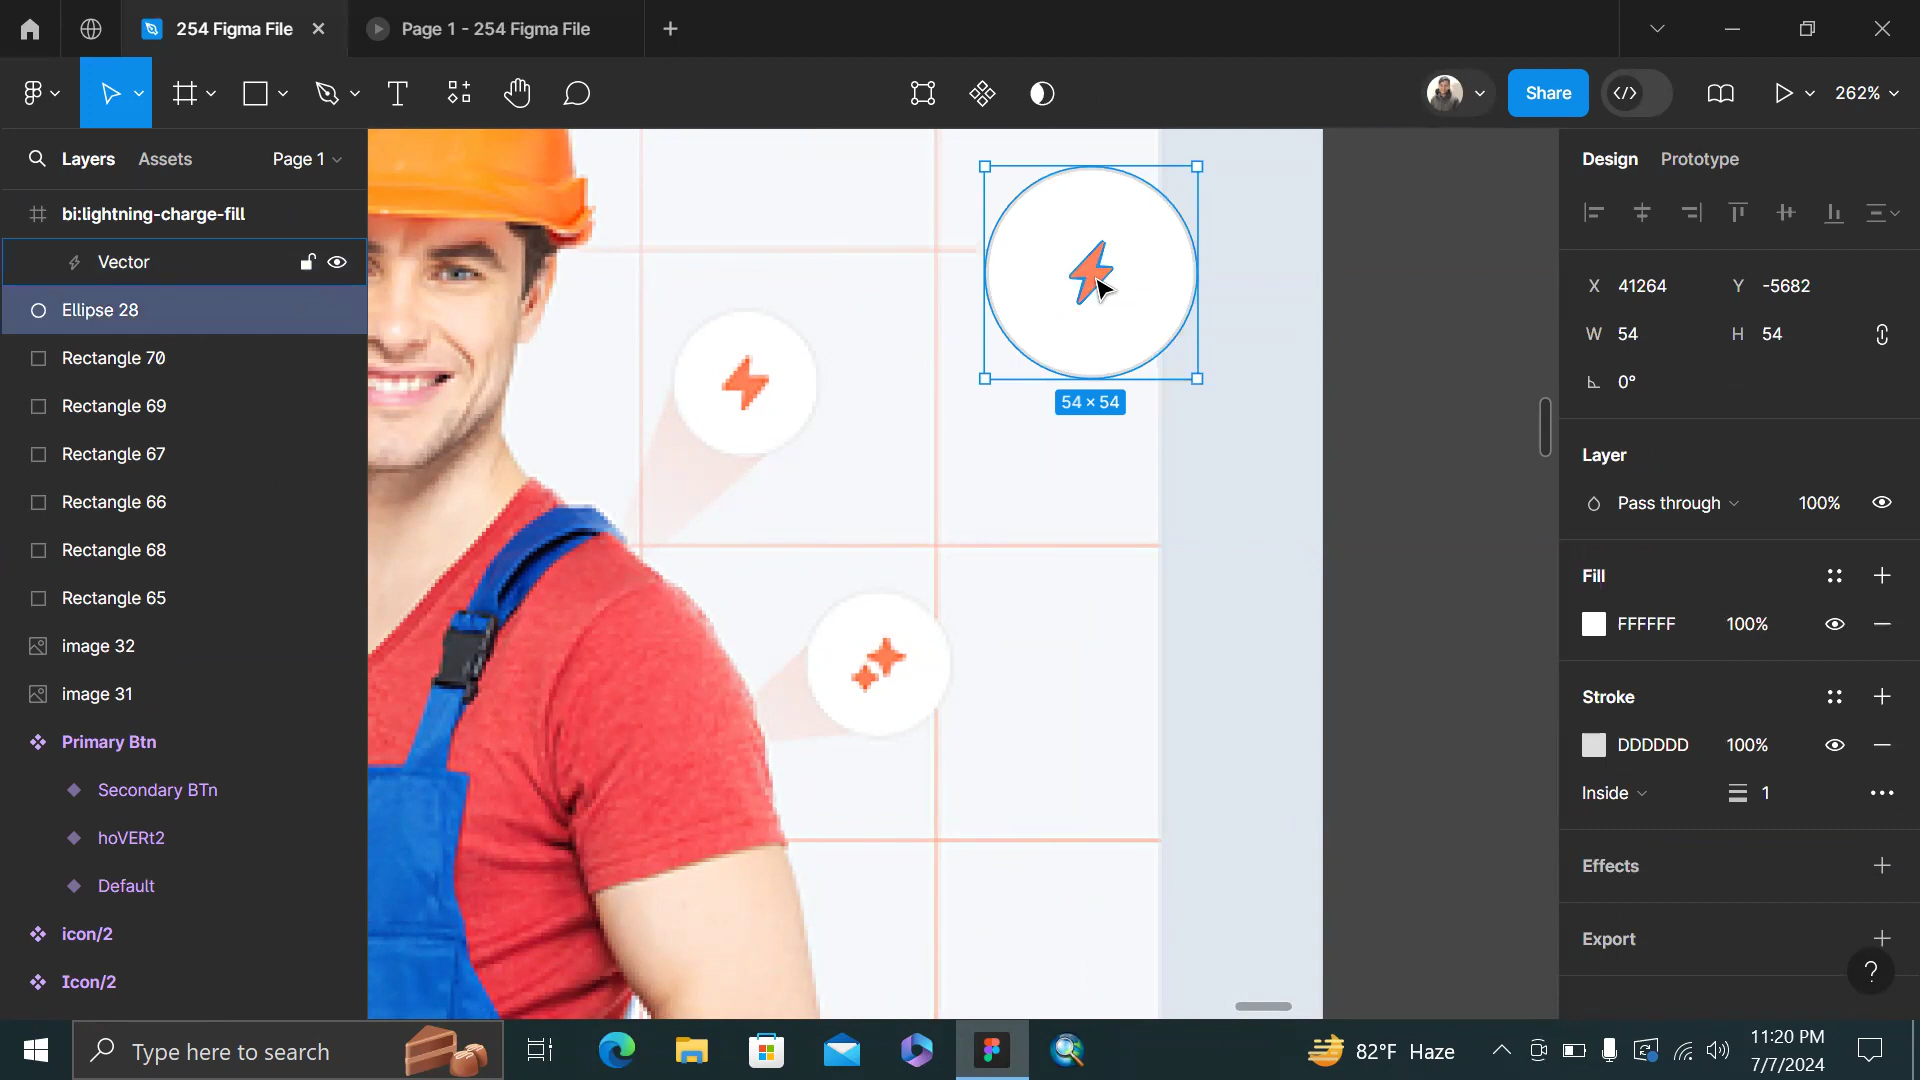 254 Figma File
Page 1 - 254 Figma File
Share
262%
Layers
Assets
Page 1
bi:lightning-charge-fill
Vector
Ellipse 28
Rectangle 70
Rectangle 69
Rectangle 67
Rectangle 66
Rectangle 68
Rectangle 65
image 32
image 31
Primary Btn
Secondary BTn
hoVERt2
Default
icon/2
Icon/2
54 × 54
Design
Prototype
X 41264 Y -5682
W 54 H 54
0°
Layer
Pass through 100%
Fill
FFFFFF 100%
Stroke
DDDDDD 100%
Inside 1
Effects
Export
?
Type here to search
82°F Haze
11:20 PM
7/7/2024